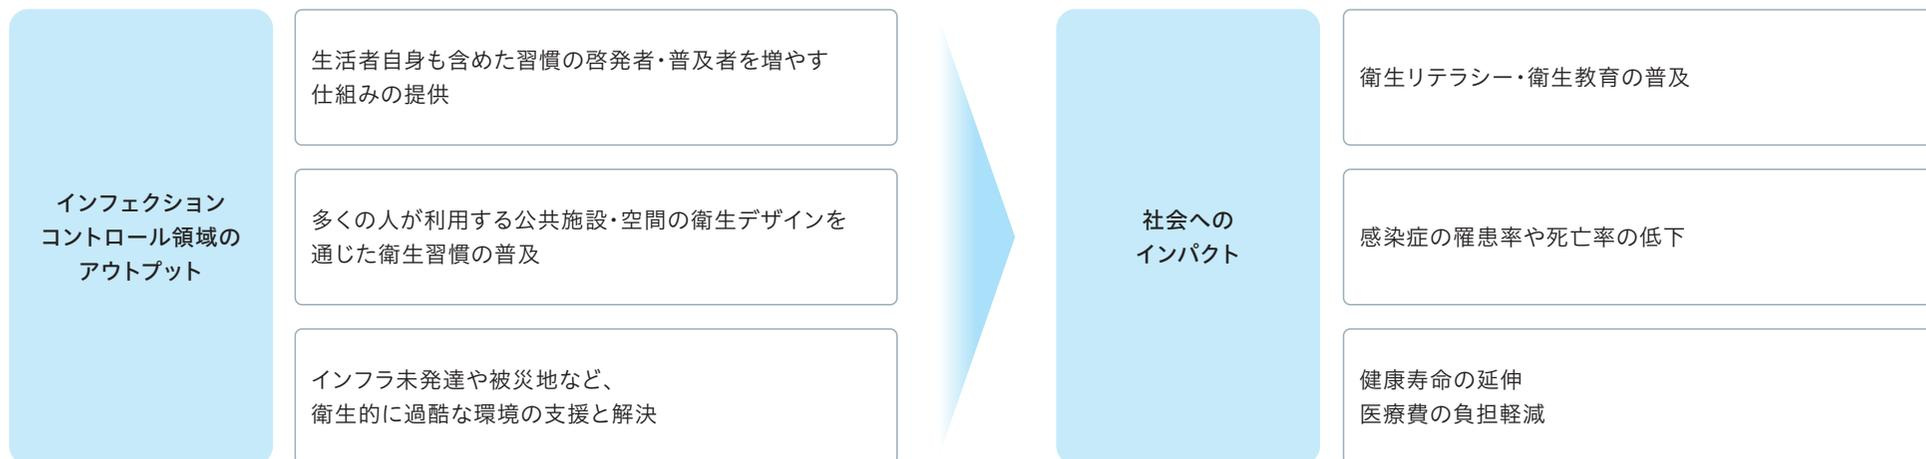 インフェクション
コントロール領域の
アウトプット
生活者自身も含めた習慣の啓発者・普及者を増やす
仕組みの提供
多くの人が利用する公共施設・空間の衛生デザインを
通じた衛生習慣の普及
インフラ未発達や被災地など、
衛生的に過酷な環境の支援と解決
社会への
インパクト
衛生リテラシー・衛生教育の普及
感染症の罹患率や死亡率の低下
健康寿命の延伸
医療費の負担軽減